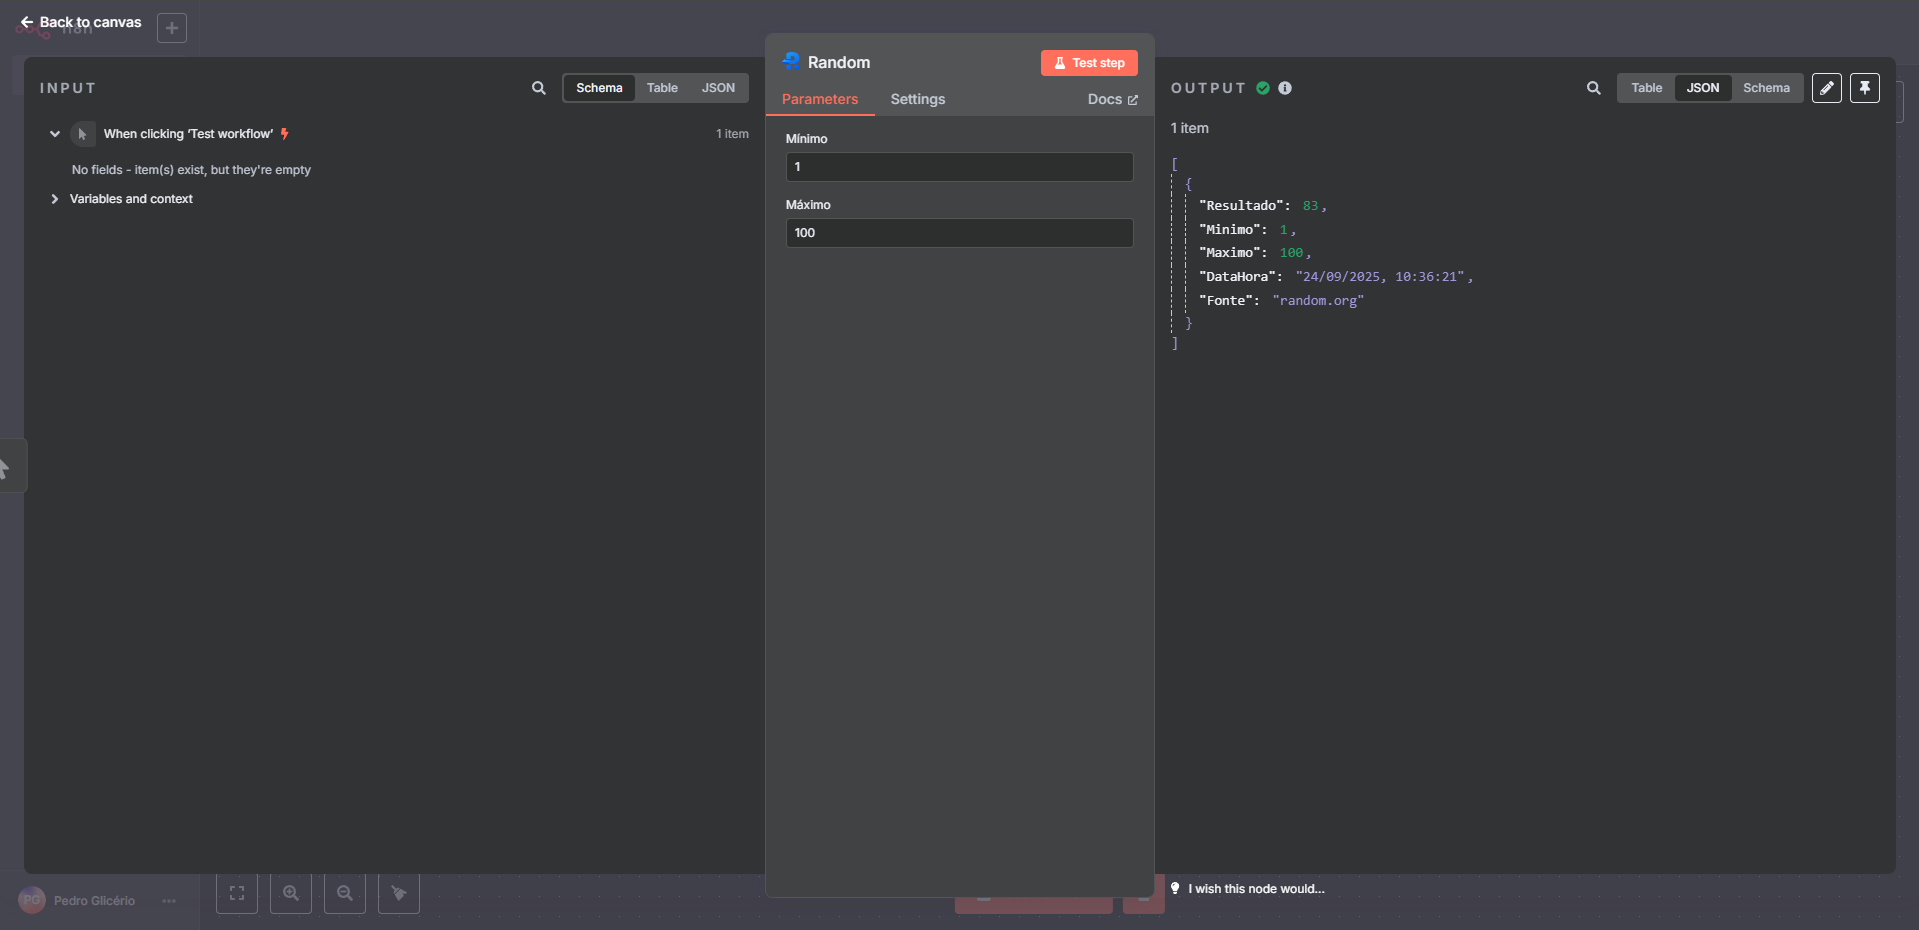 Back to canvas
n8n
INPUT
Schema
Table
JSON
When clicking ‘Test workflow’
1 item
No fields - item(s) exist, but they're empty
Variables and context
Random
Test step
Parameters
Settings
Docs
Mínimo
1
Máximo
100
OUTPUT
Table
JSON
Schema
1 item
[
{
"Resultado": 83,
"Minimo": 1,
"Maximo": 100,
"DataHora": "24/09/2025, 10:36:21",
"Fonte": "random.org"
}
]
PG
Pedro Glicério
I wish this node would...